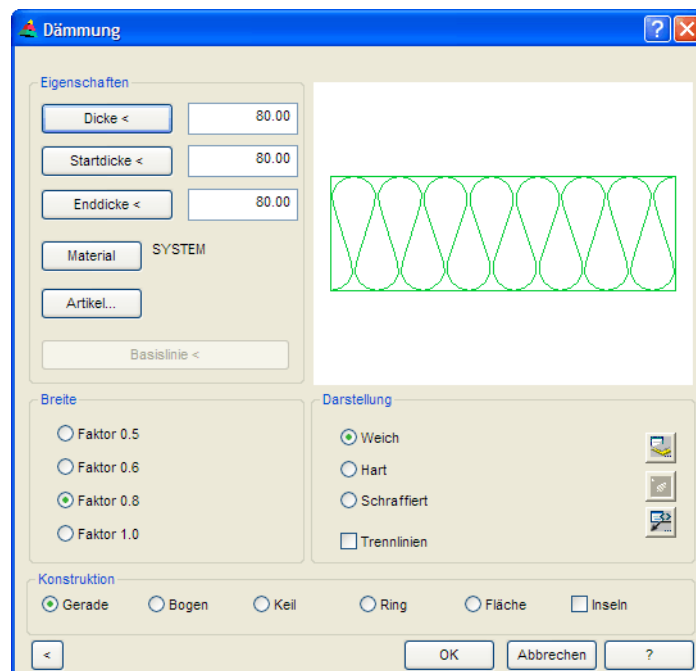 Dämmung
Eigenschaften
Dicke < 80.00
Startdicke < 80.00
Enddicke < 80.00
Material SYSTEM
Artikel...
Basislinie <
Breite
Faktor 0.5
Faktor 0.6
Faktor 0.8
Faktor 1.0
Darstellung
Weich
Hart
Schraffiert
Trennlinien
Konstruktion
Gerade Bogen Keil Ring Fläche Inseln
< OK Abbrechen ?